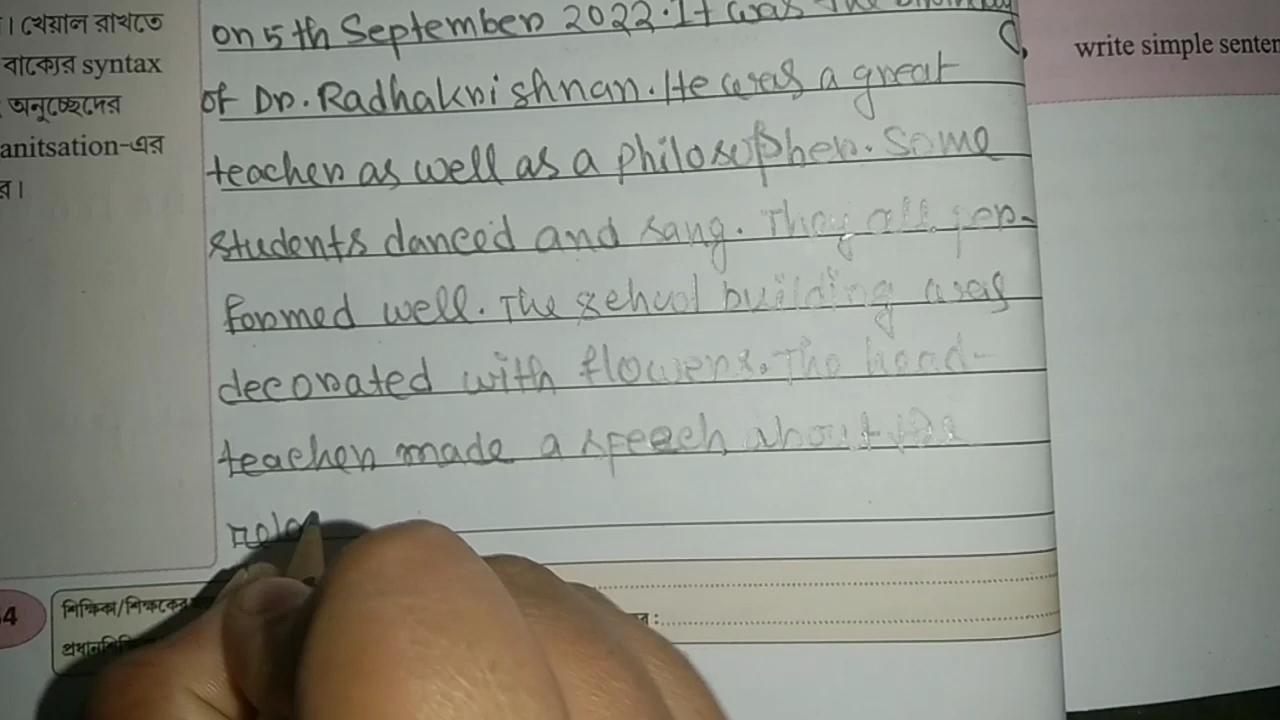 । খেয়াল রাখতে
বাক্যের syntax
অনুচ্ছেদের
anitsation-এর
র।
on 5th September 2022. It was the
of Dr. Radhakrishnan. He was a great
teacher as well as a philosopher. Some
students danced and sang. They all per-
formed well. The school building was
decorated with flowers. The head-
teacher made a speech about the
write simple senten
4
শিক্ষিকা/শিক্ষকের